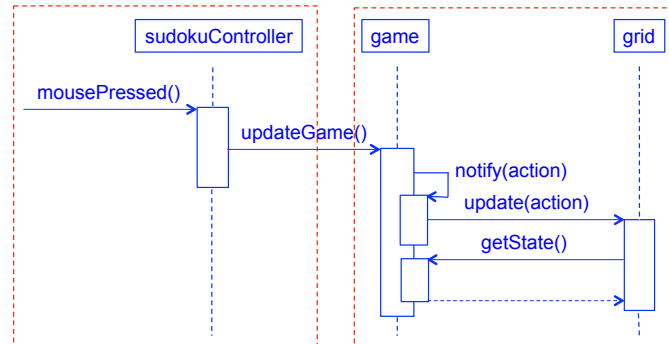 sudokuController
game
grid
mousePressed()
updateGame()
notify(action)
update(action)
getState()